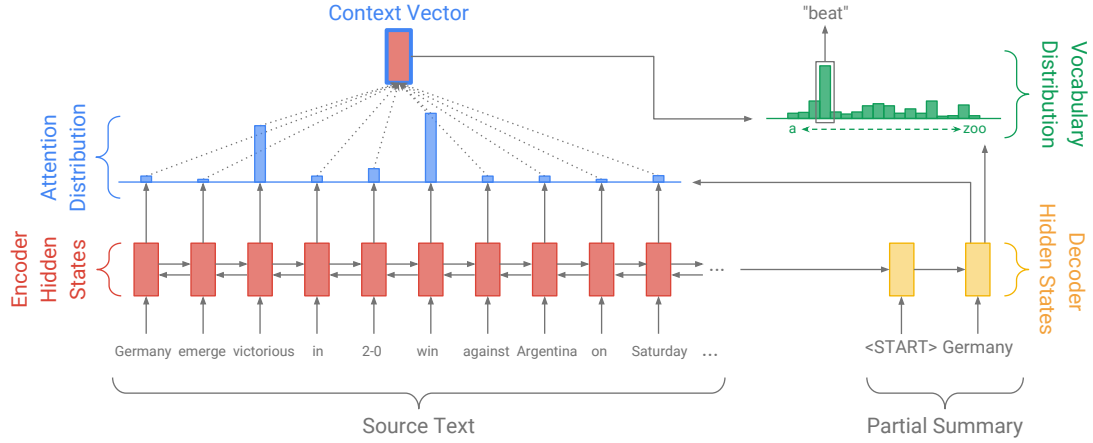 Context Vector
"beat"
Vocabulary
Distribution
a
zoo
Attention
Distribution
Encoder
Hidden
States
...
Decoder
Hidden States
Germany emerge victorious in 2-0 win against Argentina on Saturday ...
<START> Germany
Source Text
Partial Summary